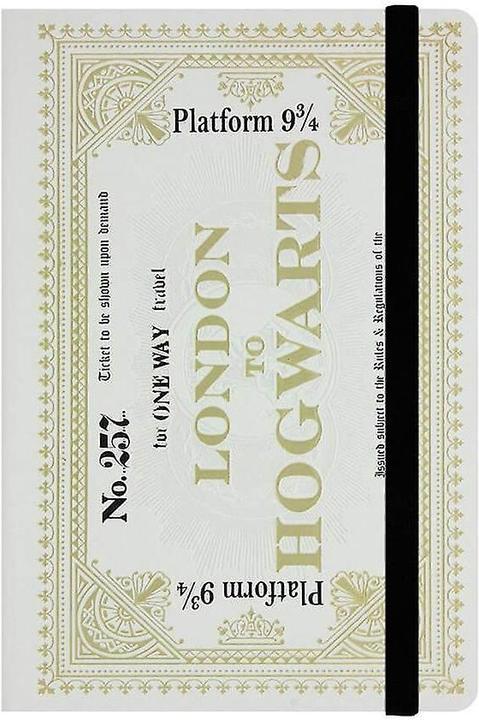 Platform 9¾
No. 257. Ticket to be shown upon demand
for ONE WAY travel
LONDON
TO
HOGWARTS
Issued subject to the Rules & Regulations of the
Platform 9¾